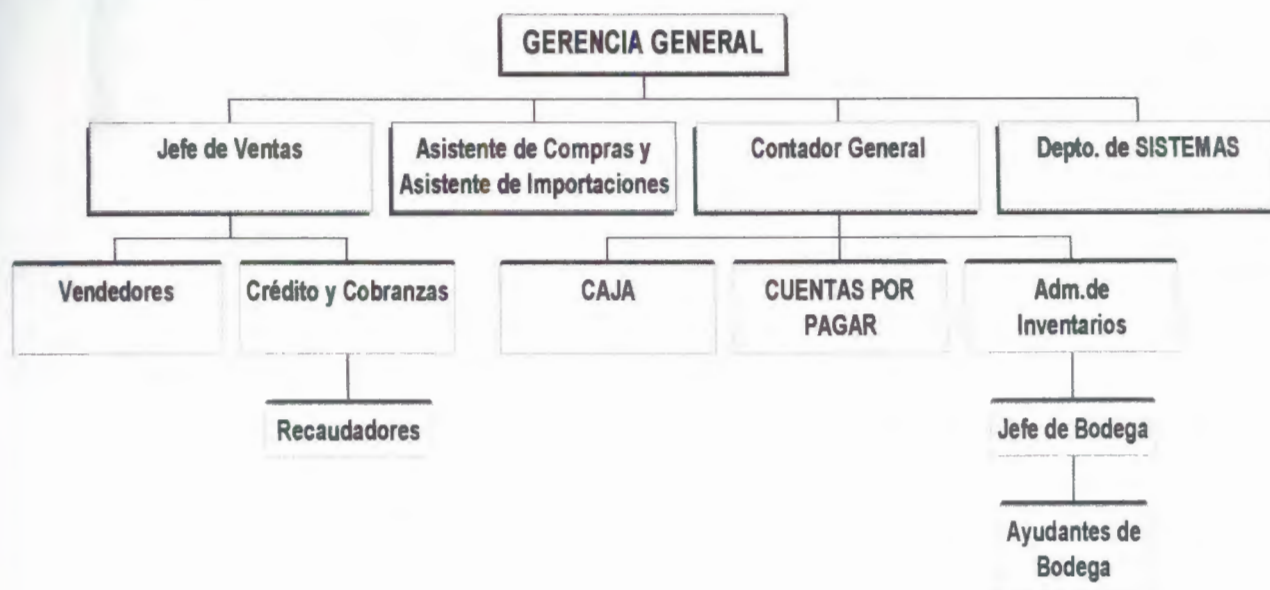 GERENCIA GENERAL
Jefe de Ventas
Asistente de Compras y
Asistente de Importaciones
Contador General
Depto. de SISTEMAS
Vendedores
Crédito y Cobranzas
CAJA
CUENTAS POR
PAGAR
Adm.de
Inventarios
Recaudadores
Jefe de Bodega
Ayudantes de
Bodega